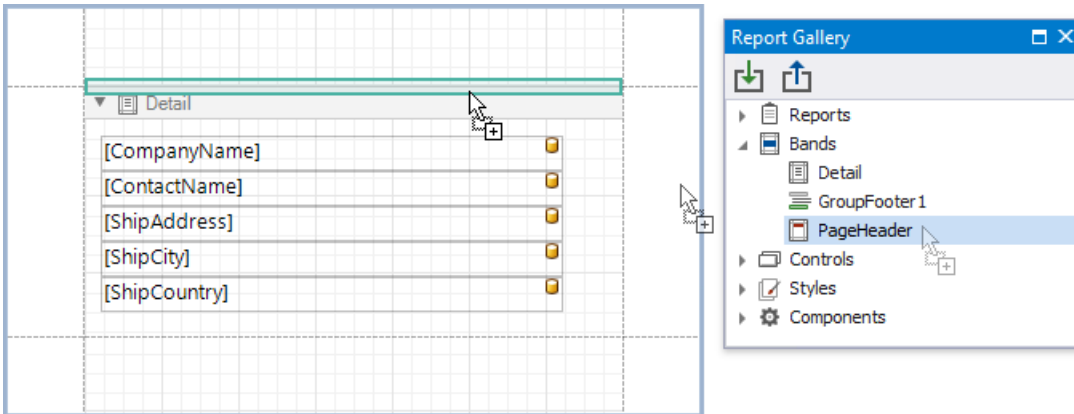 Detail
[CompanyName]
[ContactName]
[ShipAddress]
[ShipCity]
[ShipCountry]
Report Gallery
Reports
Bands
Detail
GroupFooter1
PageHeader
Controls
Styles
Components